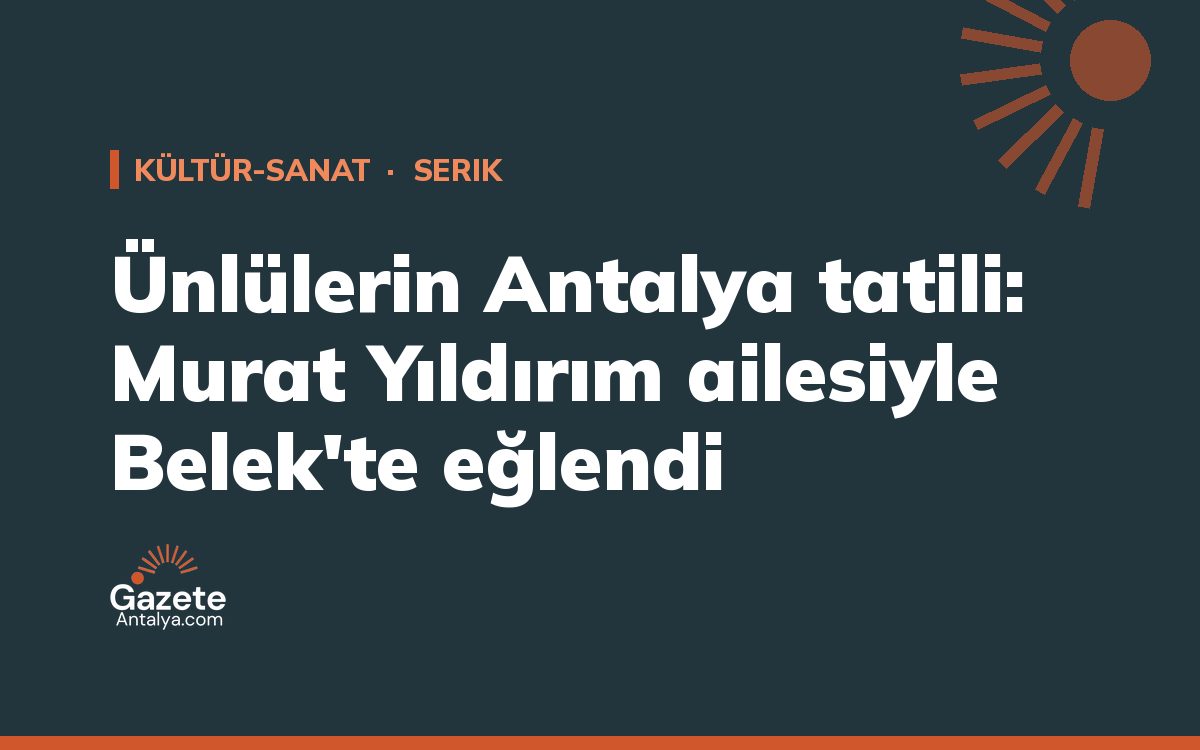 KÜLTÜR-SANAT · SERIK
Ünlülerin Antalya tatili:
Murat Yıldırım ailesiyle
Belek'te eğlendi
Gazete
Antalya.com